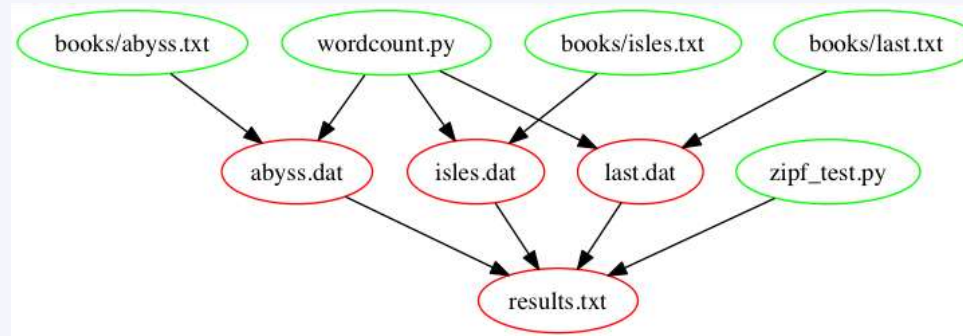 books/abyss.txt
wordcount.py
books/isles.txt
books/last.txt
abyss.dat
isles.dat
last.dat
zipf_test.py
results.txt